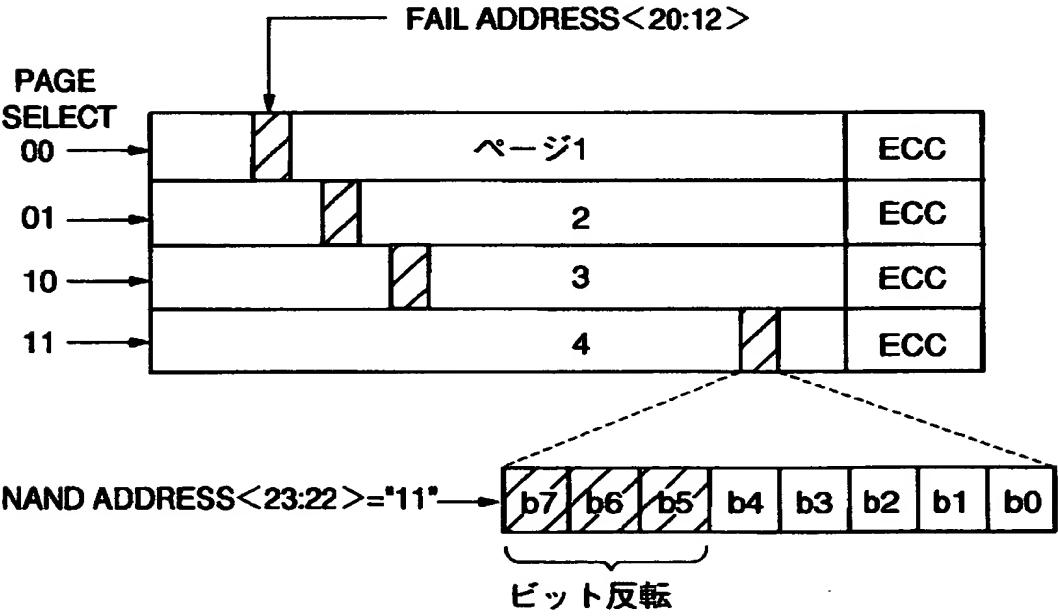 FAIL ADDRESS<20:12>
PAGE
SELECT
00 ページ1 ECC
01 2 ECC
10 3 ECC
11 4 ECC
NAND ADDRESS<23:22>="11" b7 b6 b5 b4 b3 b2 b1 b0
ビット反転